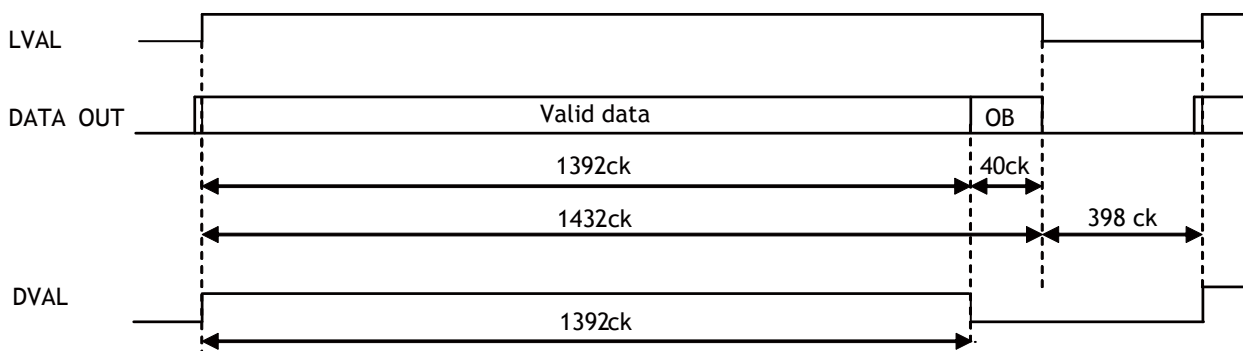 LVAL
DATA OUT
Valid data
OB
1392ck
40ck
1432ck
398 ck
DVAL
1392ck